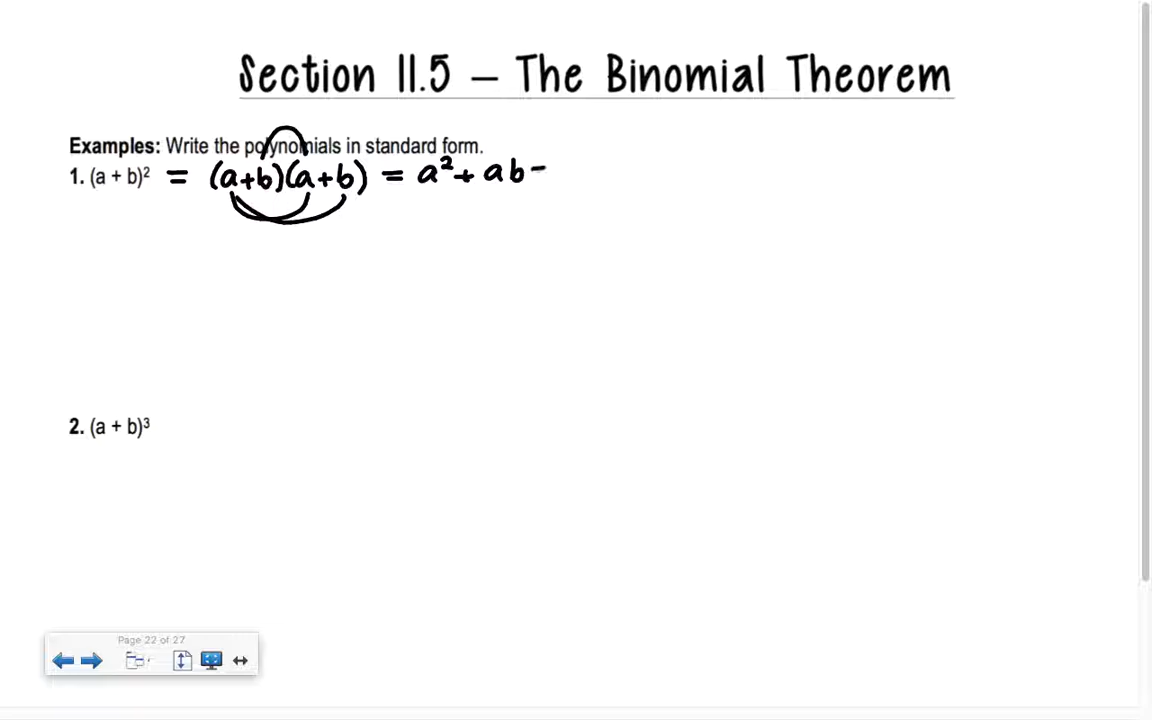 Section 11.5 – The Binomial Theorem
Examples: Write the polynomials in standard form.
1. (a + b)² = (a+b)(a+b) = a²+ ab-
2. (a + b)³
Page 22 of 27